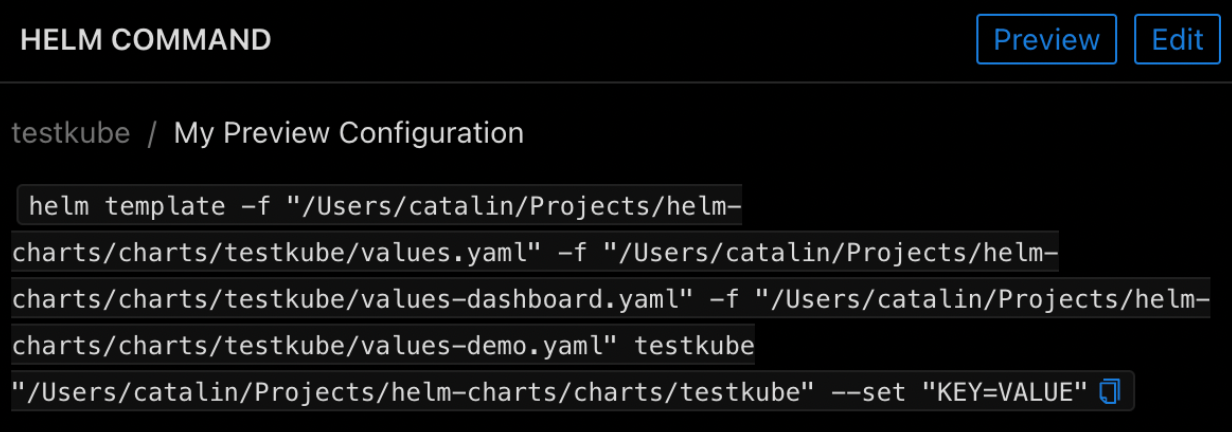 HELM COMMAND
Preview
Edit
testkube / My Preview Configuration
helm template -f "/Users/catalin/Projects/helm-
charts/charts/testkube/values.yaml" -f "/Users/catalin/Projects/helm-
charts/charts/testkube/values-dashboard.yaml" -f "/Users/catalin/Projects/helm-
charts/charts/testkube/values-demo.yaml" testkube
"/Users/catalin/Projects/helm-charts/charts/testkube" --set "KEY=VALUE"